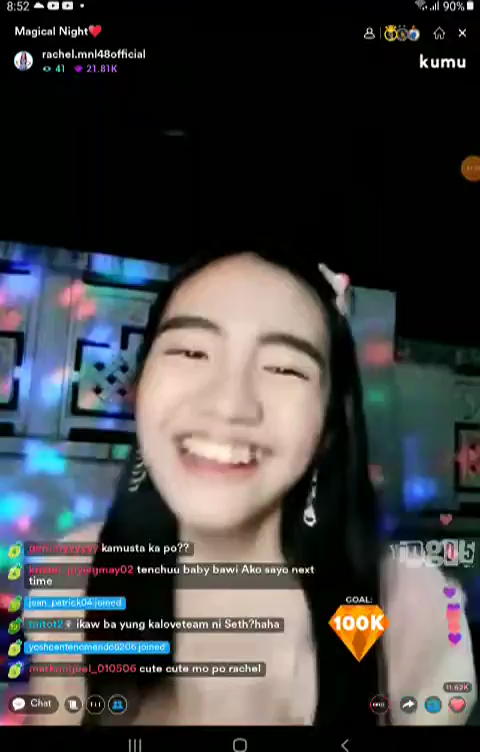 8:52
90%
Magical Night
rachel.mnl48official
41 21.81K
kumu
kamusta ka po??
tenchuu baby bawi Ako sayo next
time
jean_patrick04 joined
ikaw ba yung kaloveteam ni Seth?haha
joined
cute cute mo po rachel
GOAL:
100K
11.62K
Chat